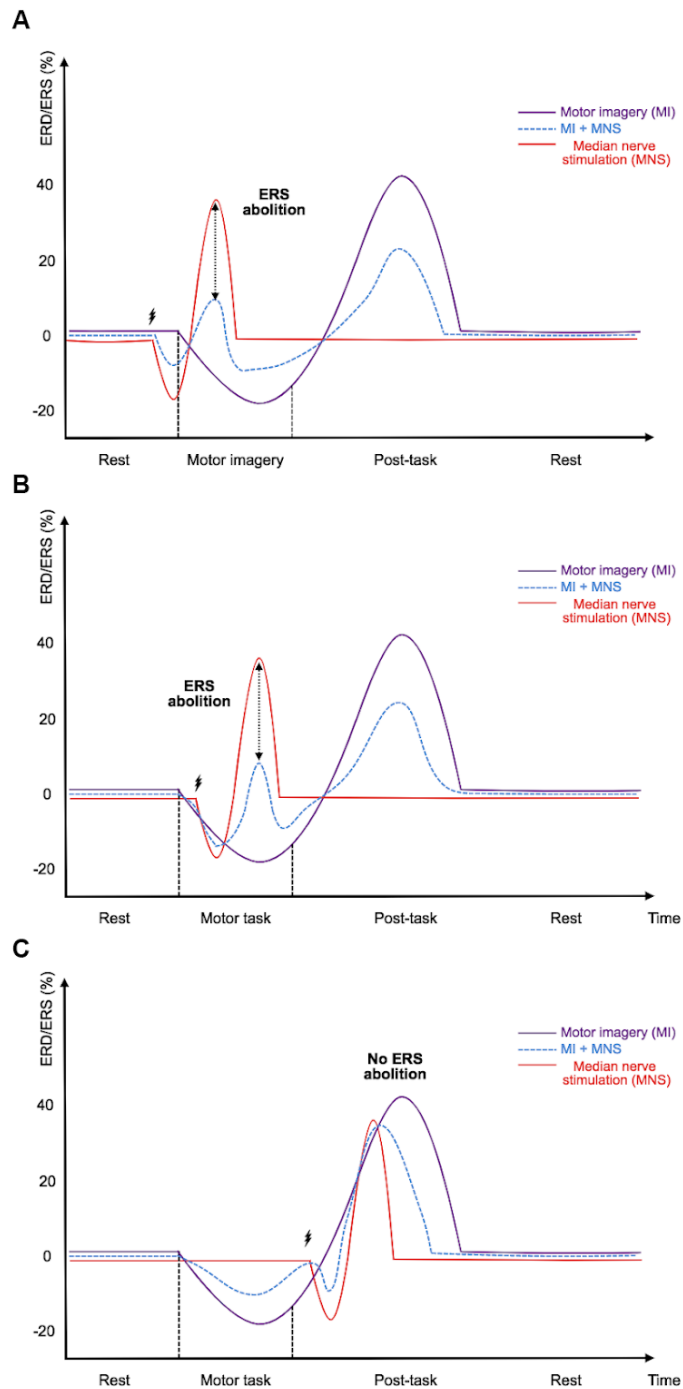 A
ERD/ERS (%)
Motor imagery (MI)
MI + MNS
Median nerve
stimulation (MNS)
40
ERS
abolition
20
0
-20
Rest Motor imagery Post-task Rest
B
ERD/ERS (%)
Motor imagery (MI)
MI + MNS
Median nerve
stimulation (MNS)
40
ERS
abolition
20
0
-20
Rest Motor task Post-task Rest Time
C
ERD/ERS (%)
Motor imagery (MI)
MI + MNS
Median nerve
stimulation (MNS)
No ERS
abolition
40
20
0
-20
Rest Motor task Post-task Rest Time